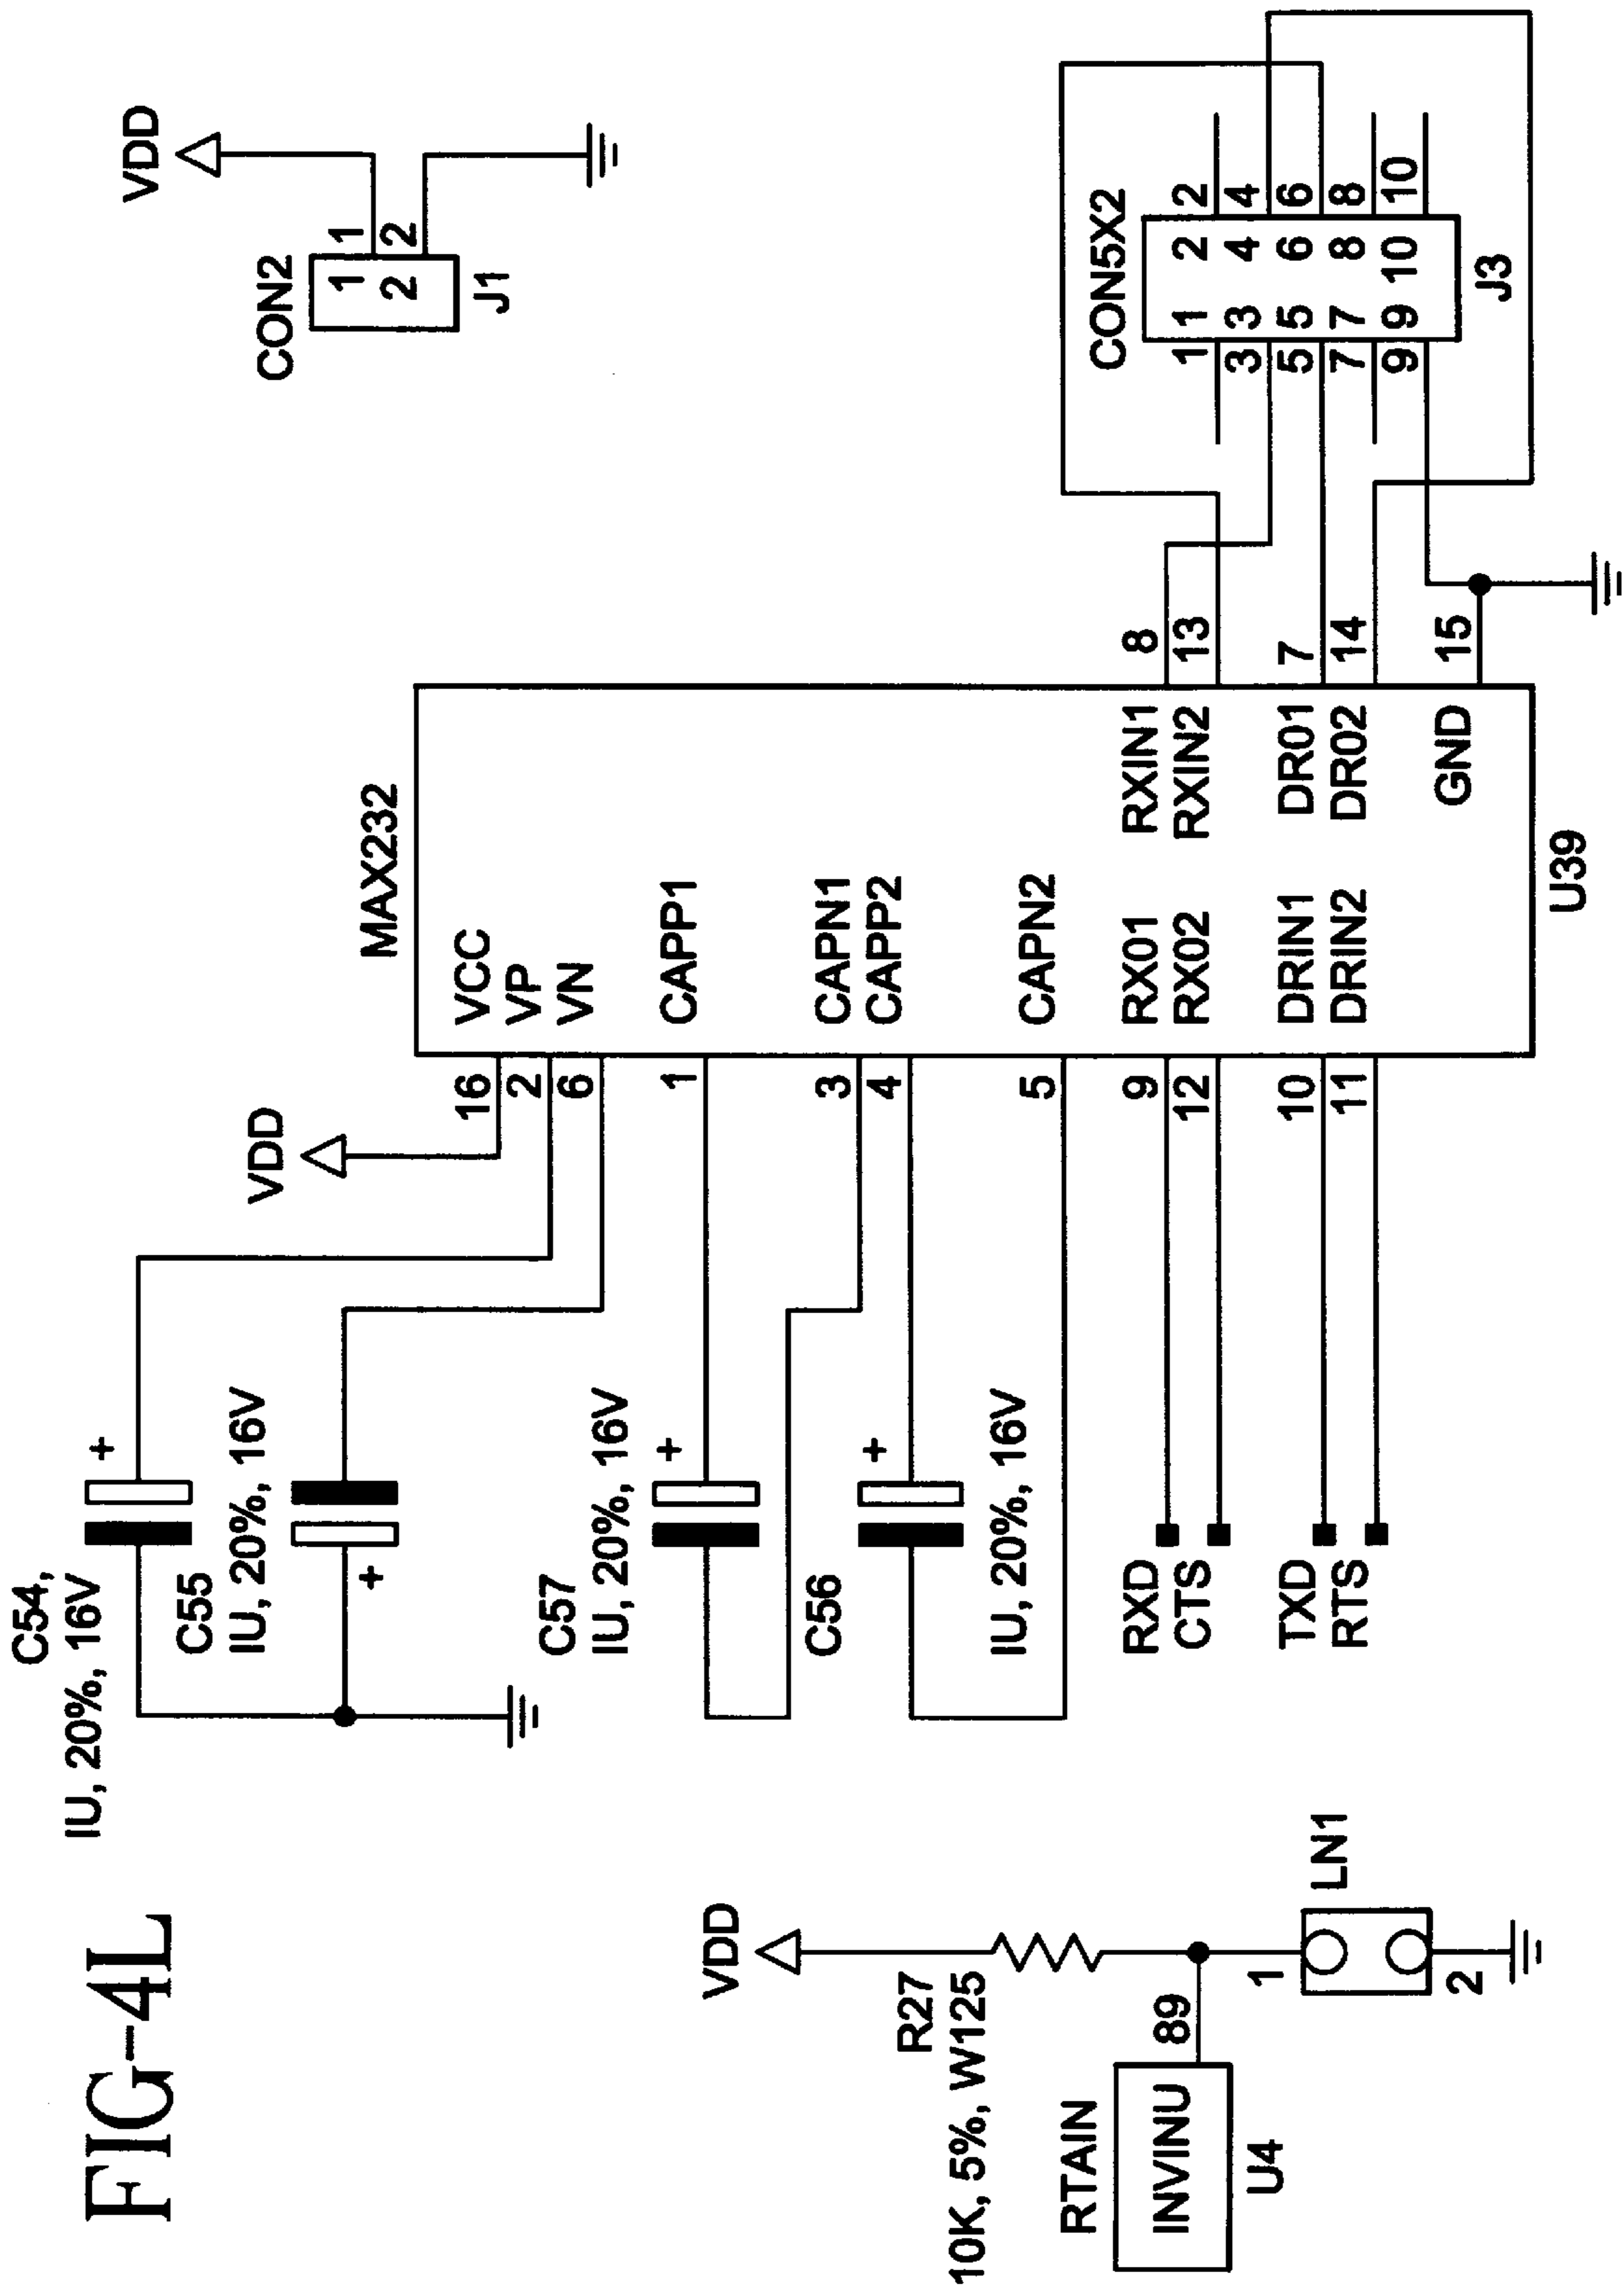 FIG-4L
C54,
IU, 20%, 16V
C55
IU, 20%, 16V
C57
IU, 20%, 16V
C56
IU, 20%, 16V
+
+
+
+
VDD
MAX232
16 VCC
2 VP
6 VN
1 CAPP1
3 CAPN1
4 CAPP2
5 CAPN2
RXD 9 RX01 RXIN1 8
CTS 12 RX02 RXIN2 13
TXD 10 DRIN1 DR01 7
RTS 11 DRIN2 DR02 14
GND 15
U39
VDD
CON2
1 1
2 2
J1
CON5X2
1 1 2 2
3 3 4 4
5 5 6 6
7 7 8 8
9 9 10 10
J3
VDD
R27
10K, 5%, W125
RTAIN
INVINU 89
U4
1
LN1
2